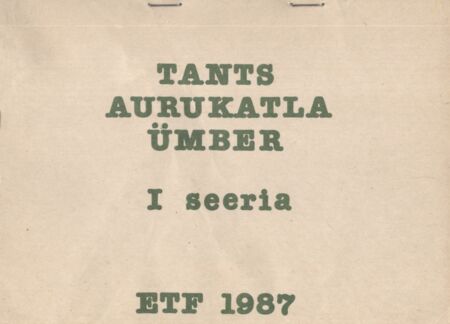 TANTS
AURUKATLA
ÜMBER
I seeria
ETF 1987